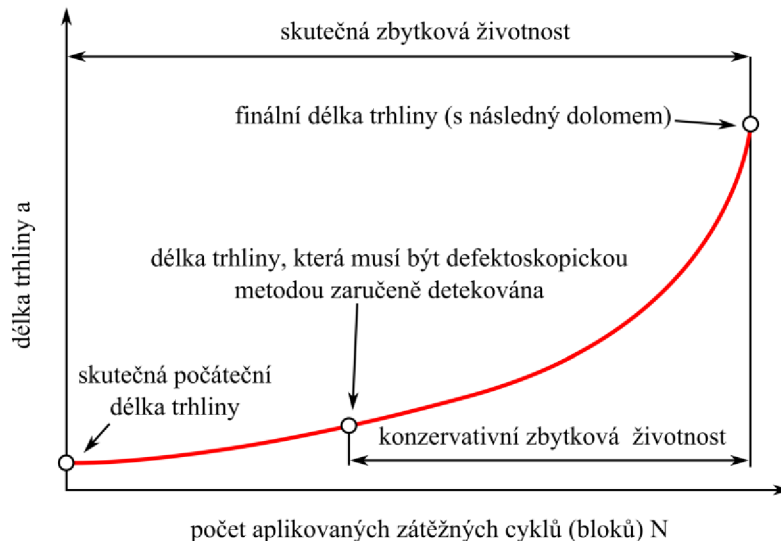 skutečná zbytková životnost
finální délka trhliny (s následný dolomem)
délka trhliny a
délka trhliny, která musí být defektoskopickou
metodou zaručeně detekována
skutečná počáteční
délka trhliny
konzervativní zbytková životnost
počet aplikovaných zátěžných cyklů (bloků) N